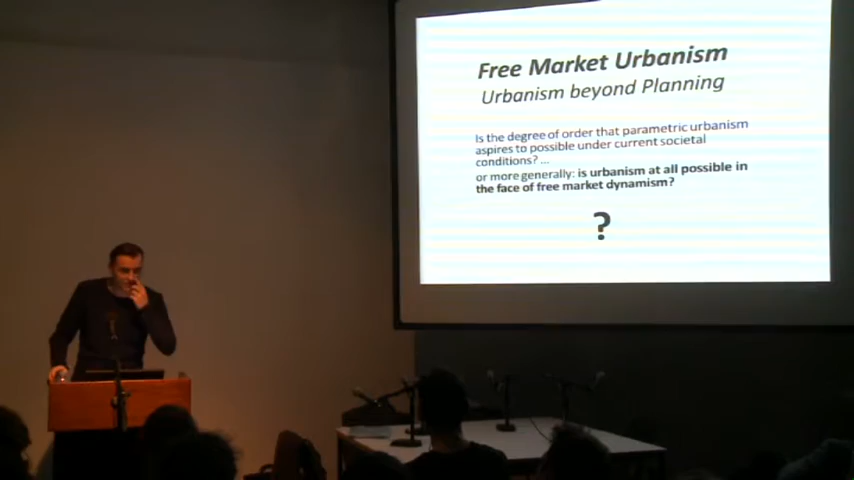 Free Market Urbanism
Urbanism beyond Planning
Is the degree of order that parametric urbanism
aspires to possible under current societal
conditions? ...
or more generally: is urbanism at all possible in
the face of free market dynamism?
?